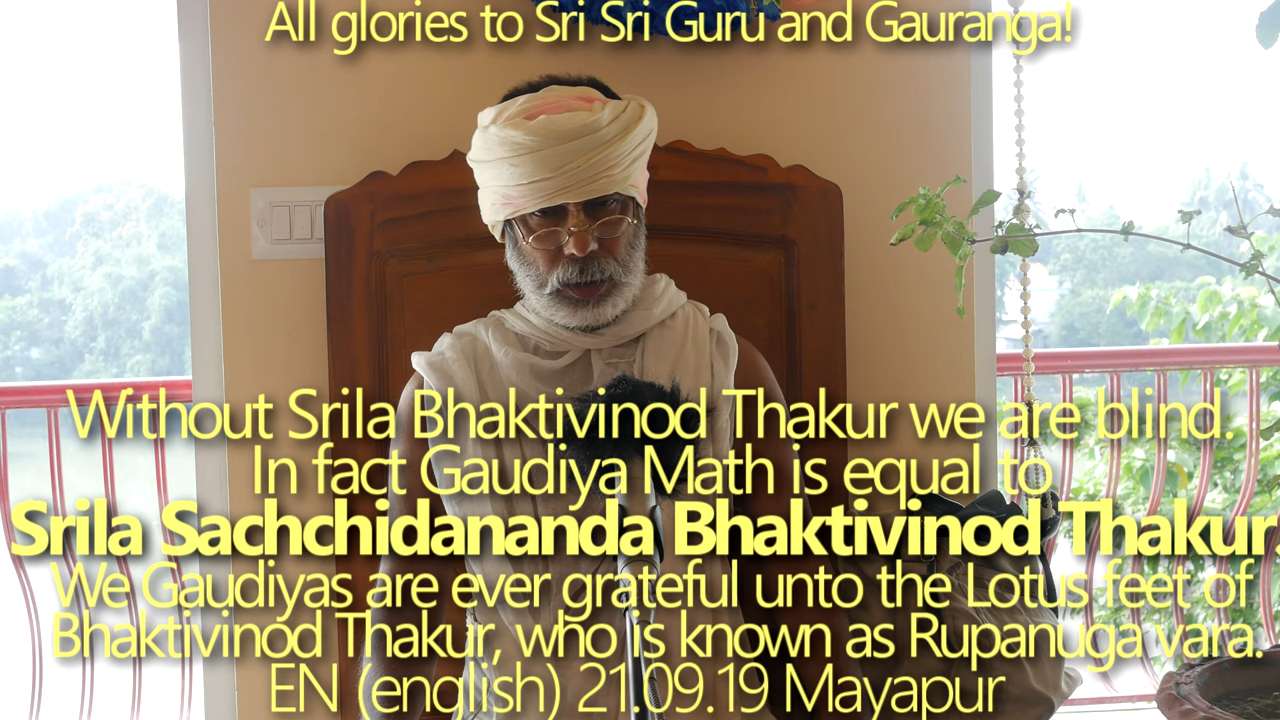 All glories to Sri Sri Guru and Gauranga!
Without Srila Bhaktivinod Thakur we are blind.
In fact Gaudiya Math is equal to
Srila Sachchidananda Bhaktivinod Thakur
We Gaudiyas are ever grateful unto the Lotus feet of
Bhaktivinod Thakur, who is known as Rupanuga vara.
EN (english) 21.09.19 Mayapur